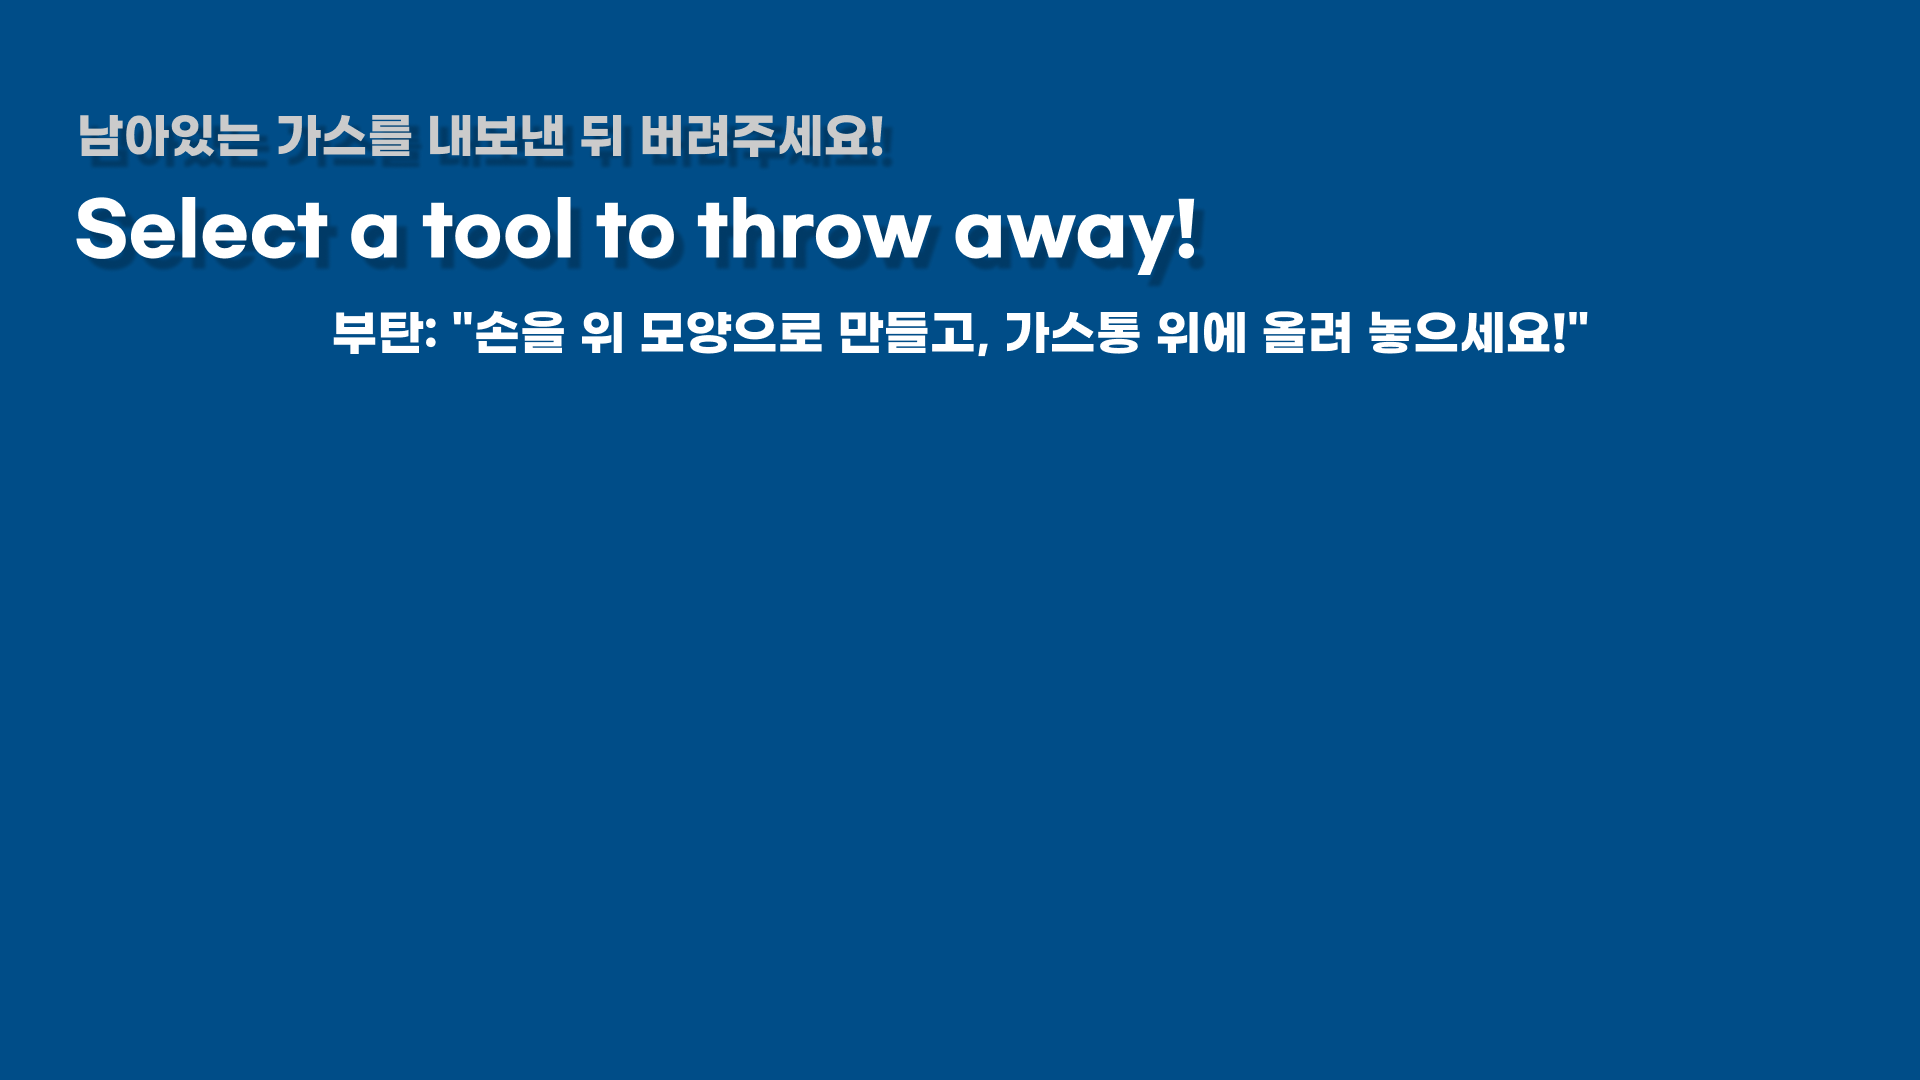 남아있는 가스를 내보낸 뒤 버려주세요!
Select a tool to throw away!
부탄: "손을 위 모양으로 만들고, 가스통 위에 올려 놓으세요!"